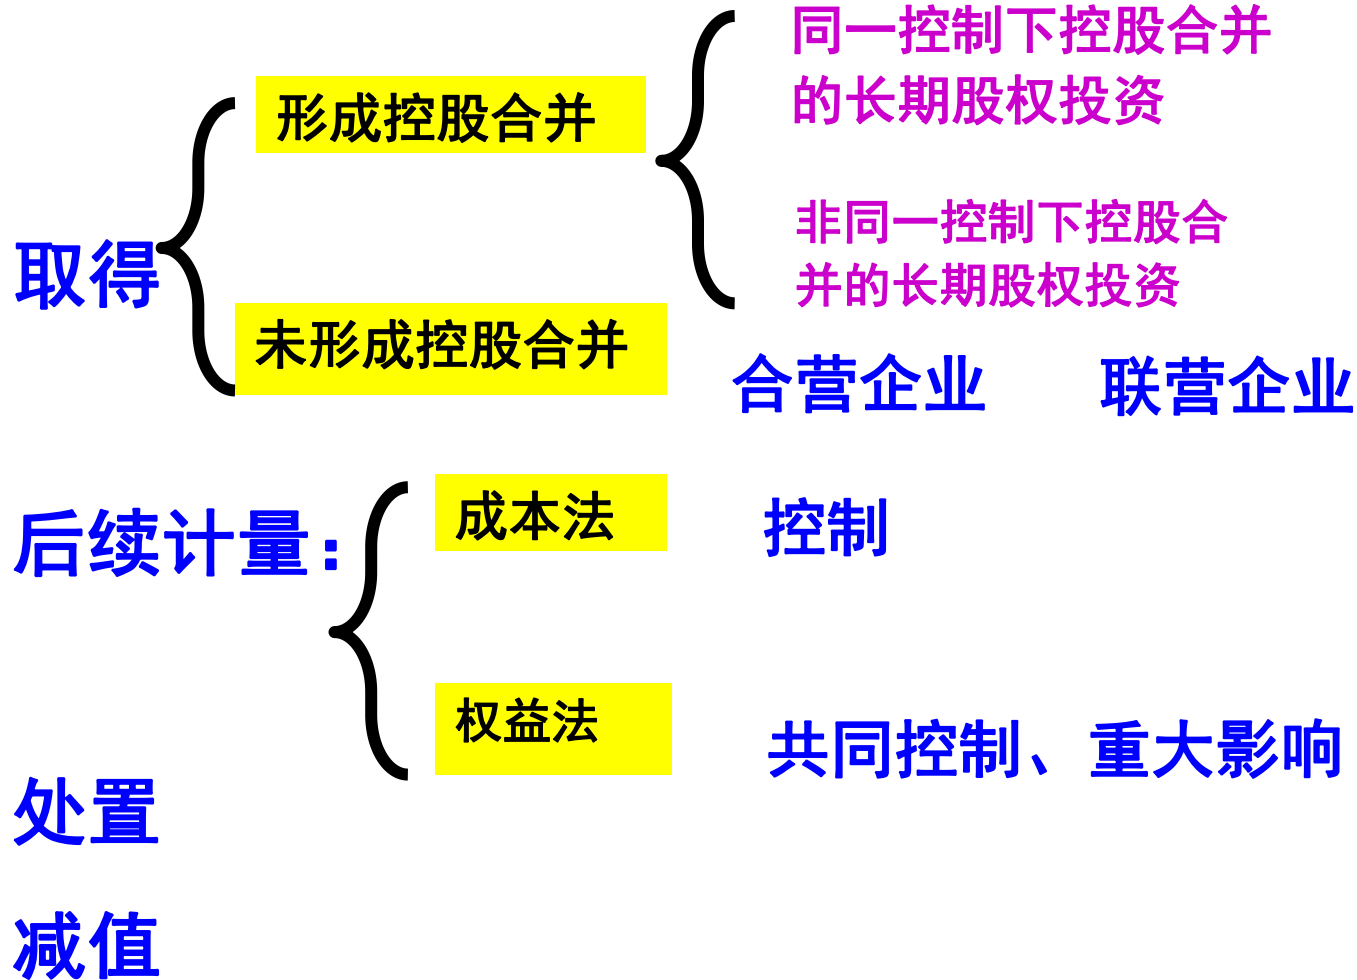 同一控制下控股合并
的长期股权投资
形成控股合并
非同一控制下控股合
并的长期股权投资
取得
未形成控股合并
合营企业 联营企业
后续计量：
成本法 控制
权益法 共同控制、重大影响
处置
减值